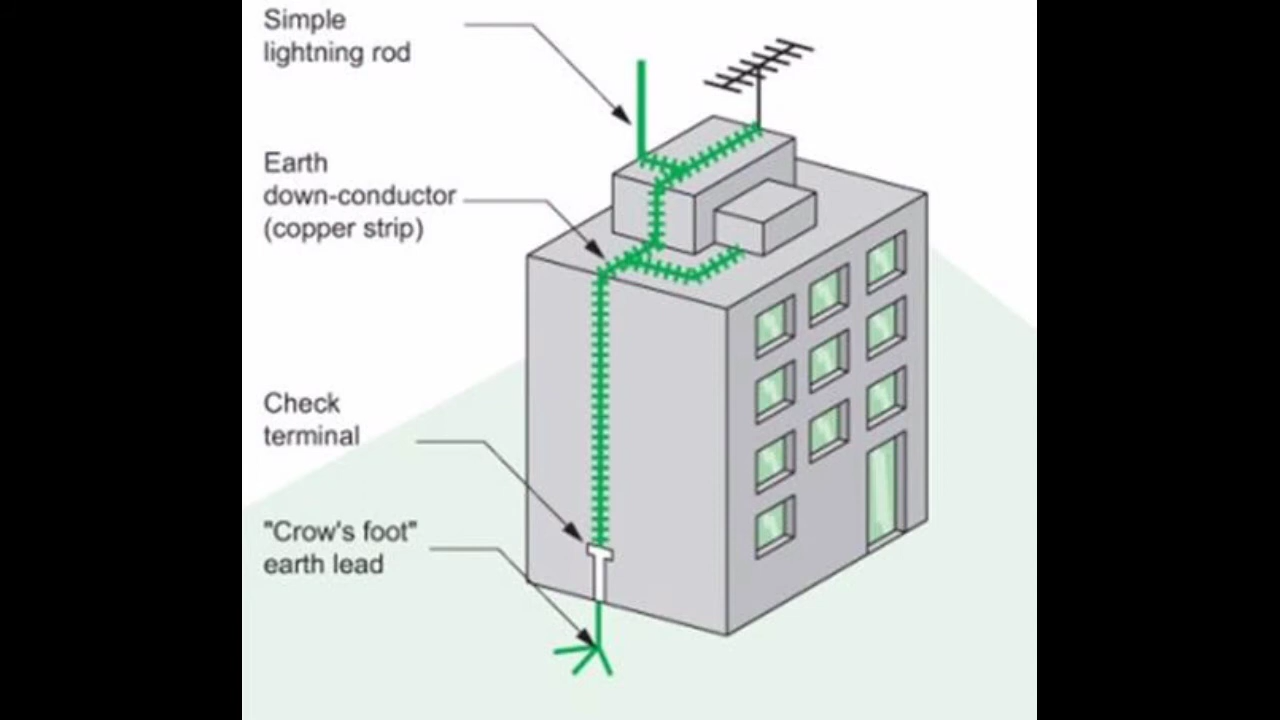 Simple
lightning rod
Earth
down-conductor
(copper strip)
Check
terminal
"Crow's foot"
earth lead